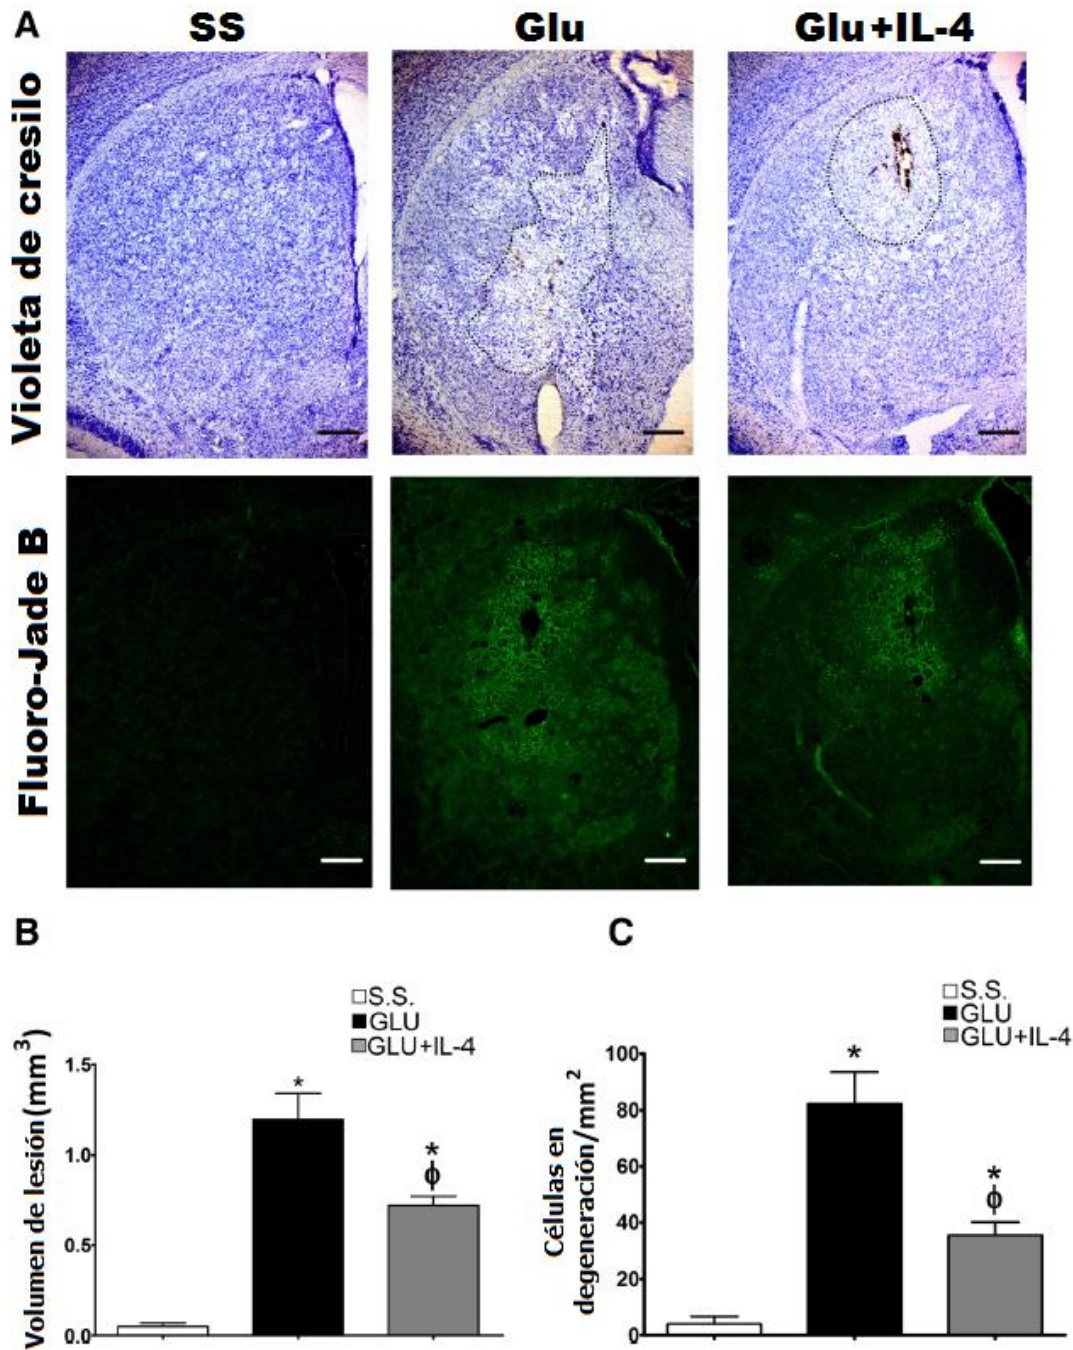 A
SS
Glu
Glu+IL-4
Violeta de cresilo
Fluoro-Jade B
B
S.S.
GLU
GLU+IL-4
Volumen de lesión(mm³)
1.5
1.0
0.5
0.0
*
*
ϕ
C
S.S.
GLU
GLU+IL-4
Células en
degeneración/mm²
100
80
60
40
20
0
*
*
ϕ